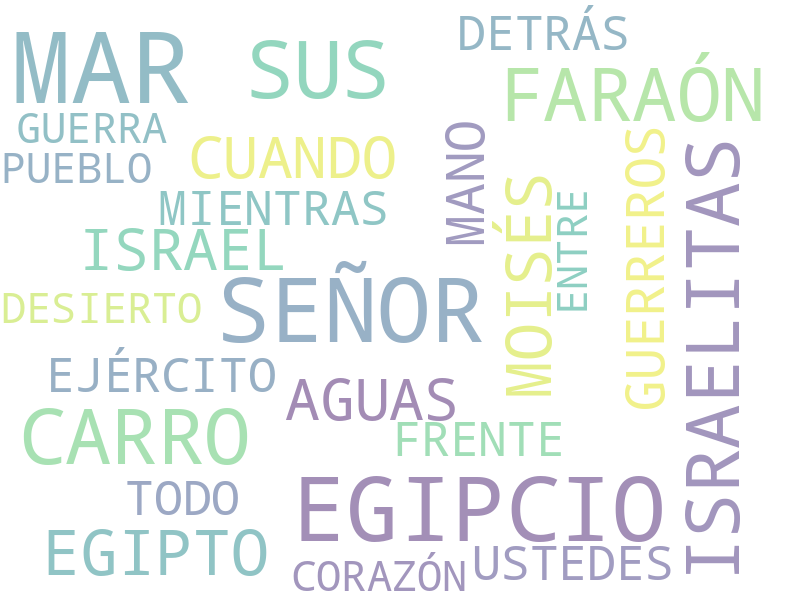 DETRÁS
MAR
SUS
FARAÓN
GUERRA
CUANDO
PUEBLO
MANO
MIENTRAS
ISRAEL
MOISÉS
ENTRE
GUERREROS
ISRAELITAS
SEÑOR
DESIERTO
EJÉRCITO
AGUAS
CARRO
FRENTE
TODO
EGIPCIO
EGIPTO
USTEDES
CORAZÓN